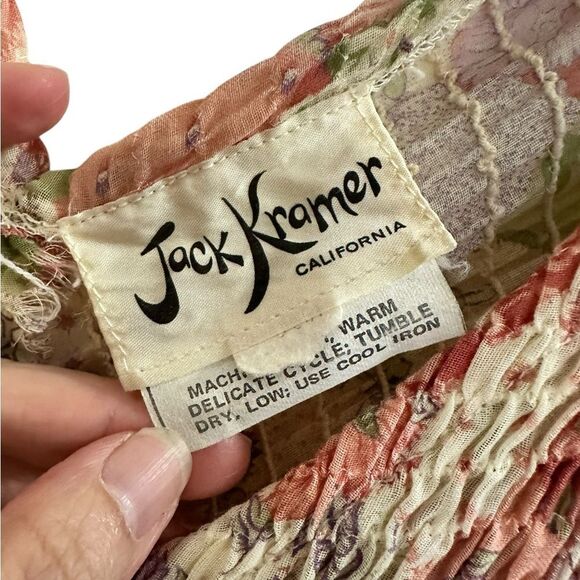 Jack Kramer
CALIFORNIA
WARM
DELICATE CYCLE; TUMBLE
DRY, LOW; USE COOL IRON